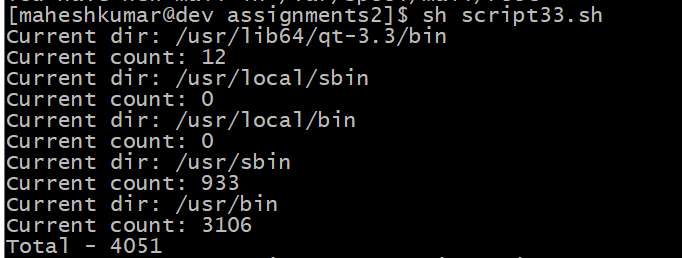 [maheshkumar@dev assignments2]$ sh script33.sh
Current dir: /usr/lib64/qt-3.3/bin
Current count: 12
Current dir: /usr/local/sbin
Current count: 0
Current dir: /usr/local/bin
Current count: 0
Current dir: /usr/sbin
Current count: 933
Current dir: /usr/bin
Current count: 3106
Total - 4051